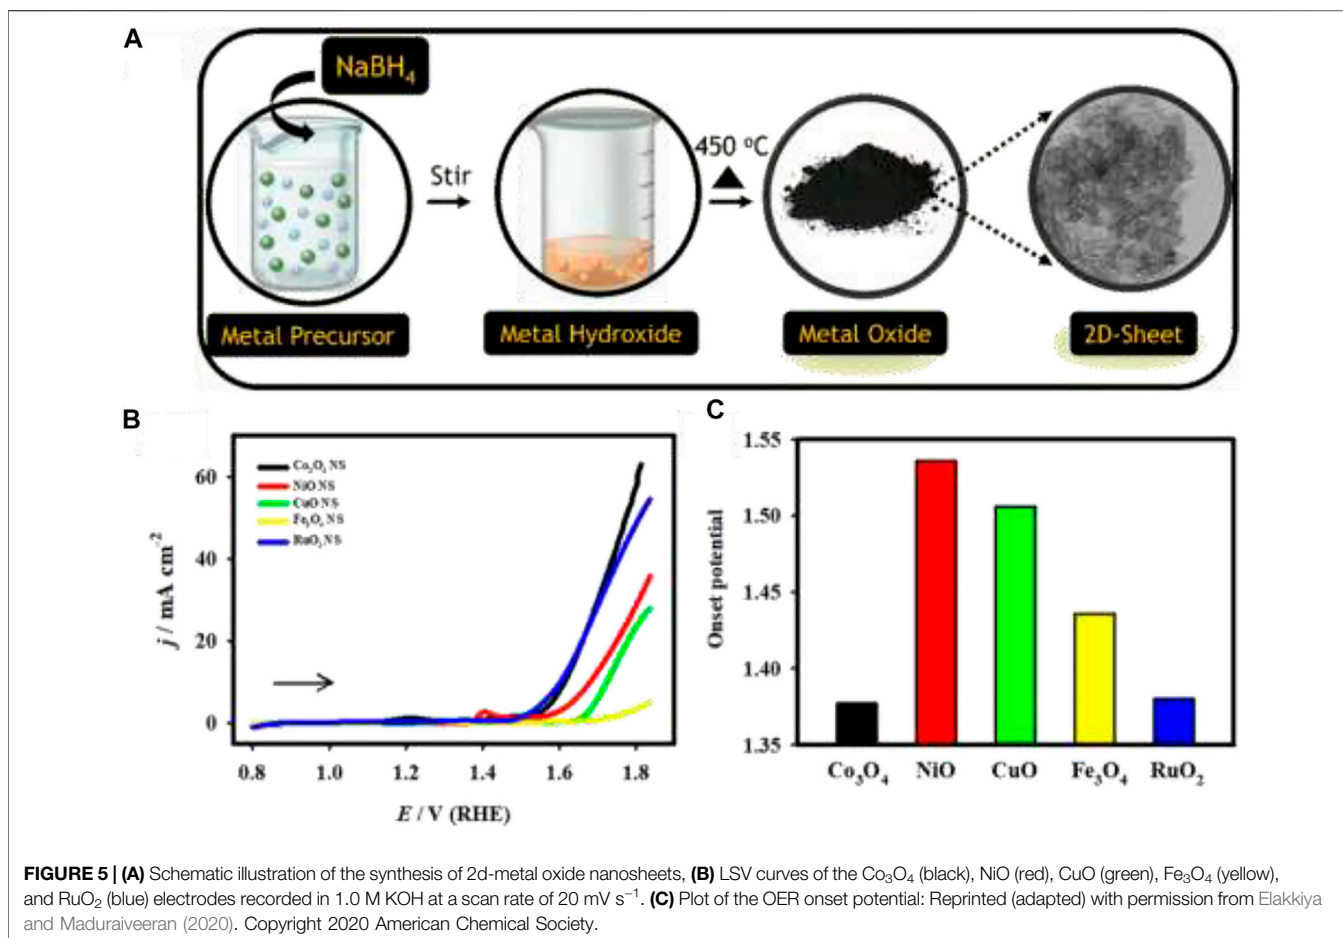 A
NaBH₄
Stir
450 ºC
Metal Precursor
Metal Hydroxide
Metal Oxide
2D-Sheet
B
60
40
20
0
j / mA cm⁻²
Co₃O₄ NS
NiO NS
CuO NS
Fe₃O₄ NS
RuO₂ NS
0.8 1.0 1.2 1.4 1.6 1.8
E / V (RHE)
C
1.55
1.50
1.45
1.40
1.35
Onset potential
Co₃O₄ NiO CuO Fe₃O₄ RuO₂
FIGURE 5 | (A) Schematic illustration of the synthesis of 2d-metal oxide nanosheets, (B) LSV curves of the Co₃O₄ (black), NiO (red), CuO (green), Fe₃O₄ (yellow),
and RuO₂ (blue) electrodes recorded in 1.0 M KOH at a scan rate of 20 mV s⁻¹. (C) Plot of the OER onset potential: Reprinted (adapted) with permission from Elakkiya
and Maduraiveeran (2020). Copyright 2020 American Chemical Society.